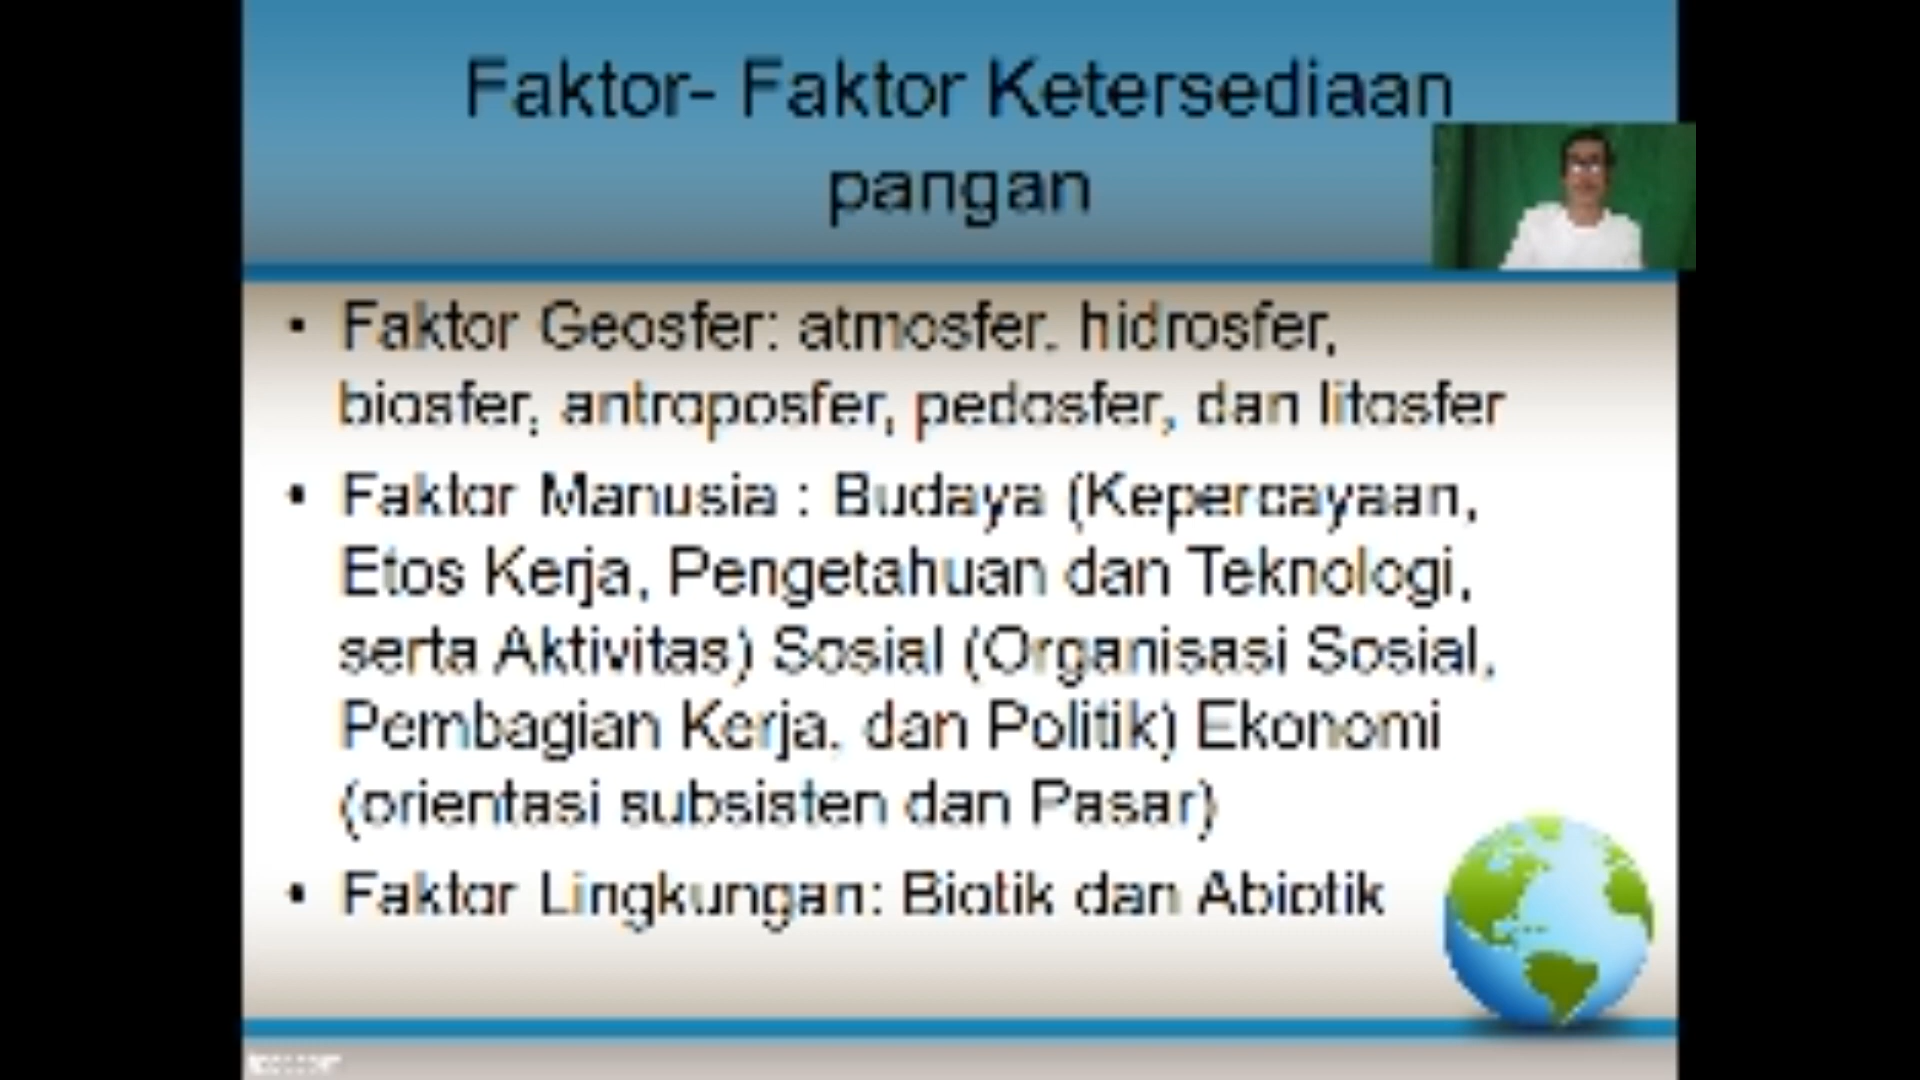 Faktor- Faktor Ketersediaan
pangan
• Faktor Geosfer: atmosfer, hidrosfer,
biosfer, antroposfer, pedosfer, dan litosfer
• Faktor Manusia : Budaya (Kepercayaan,
Etos Kerja, Pengetahuan dan Teknologi,
serta Aktivitas) Sosial (Organisasi Sosial,
Pembagian Kerja, dan Politik) Ekonomi
(orientasi subsisten dan Pasar)
• Faktor Lingkungan: Biotik dan Abiotik